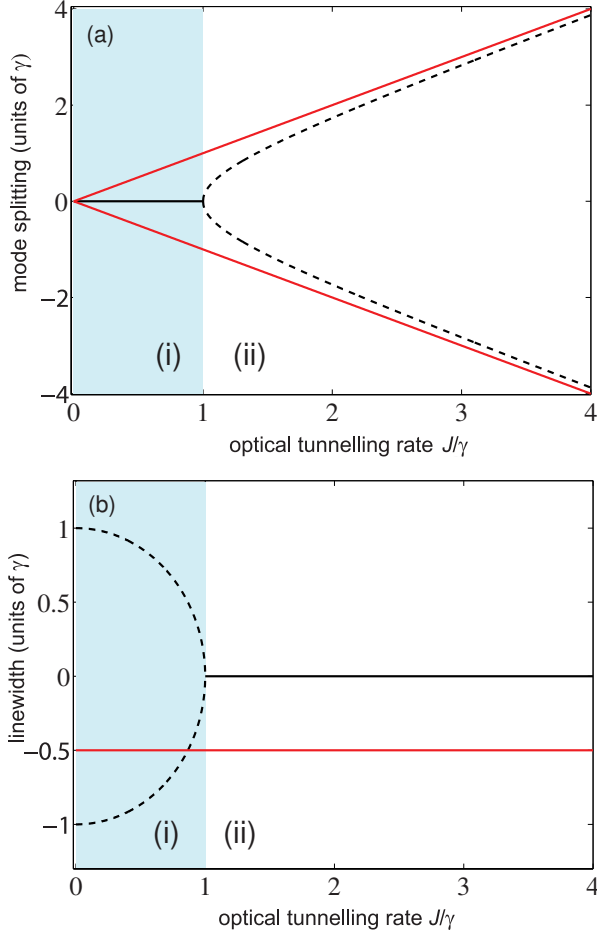 (a)
mode splitting (units of γ)
4
2
0
−2
−4
(i)
(ii)
0
1
2
3
4
optical tunnelling rate J/γ
(b)
linewidth (units of γ)
1
0.5
0
−0.5
−1
(i)
(ii)
0
1
2
3
4
optical tunnelling rate J/γ